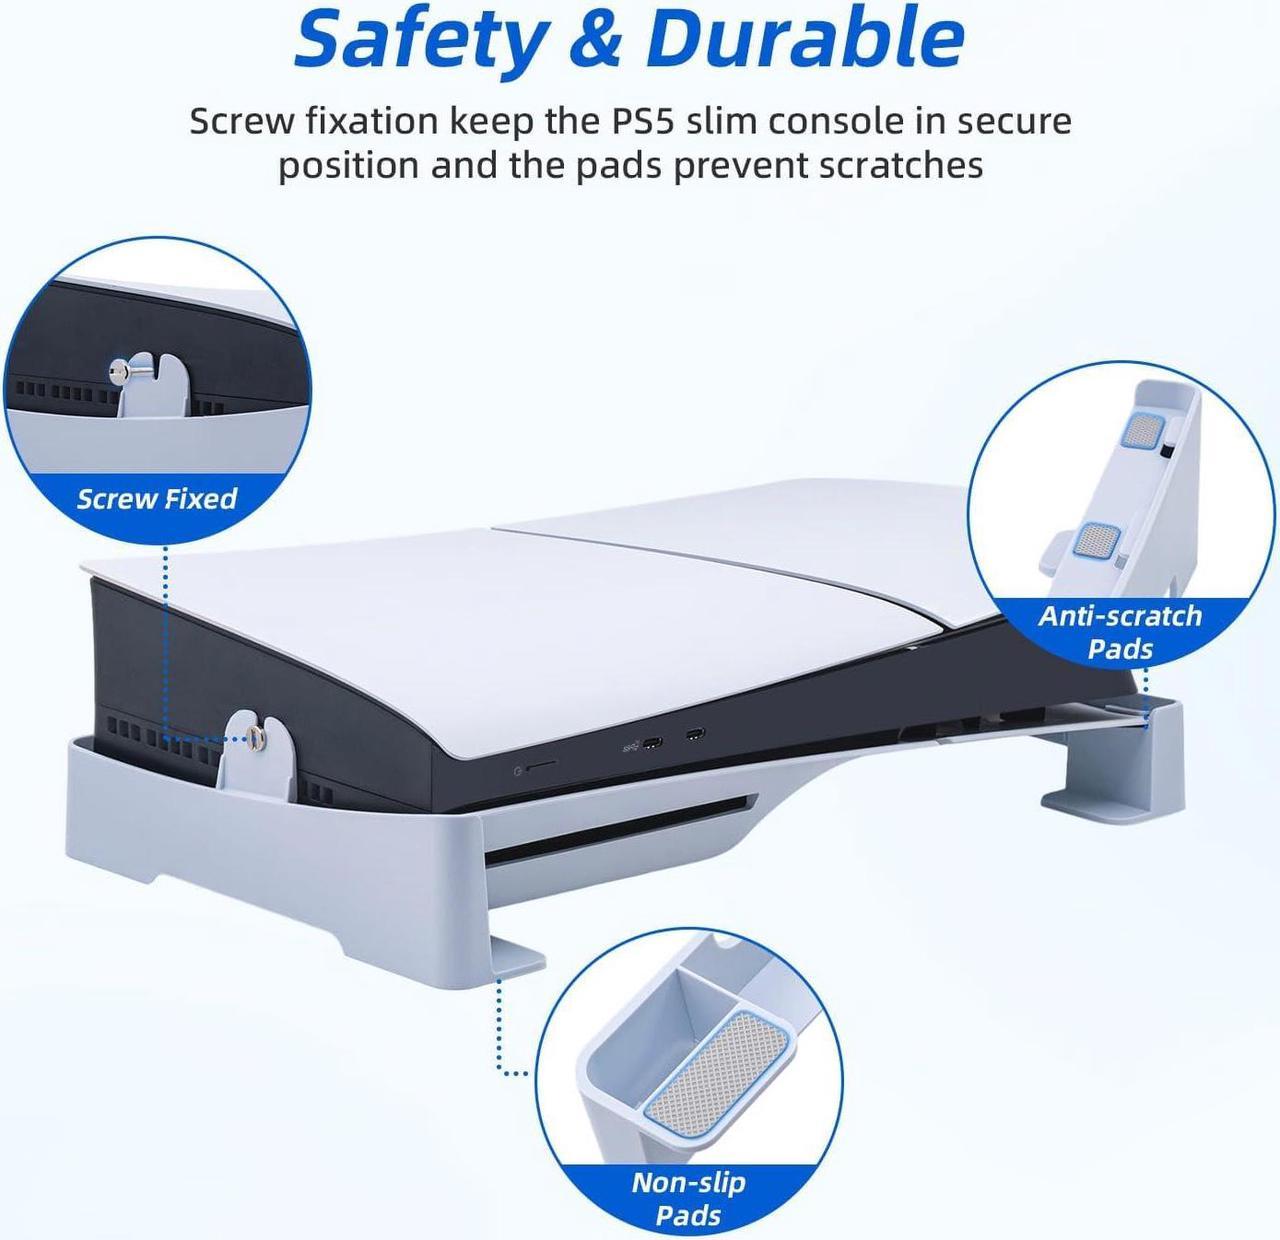 Safety & Durable
Screw fixation keep the PS5 slim console in secure
position and the pads prevent scratches
Screw Fixed
Anti-scratch
Pads
Non-slip
Pads